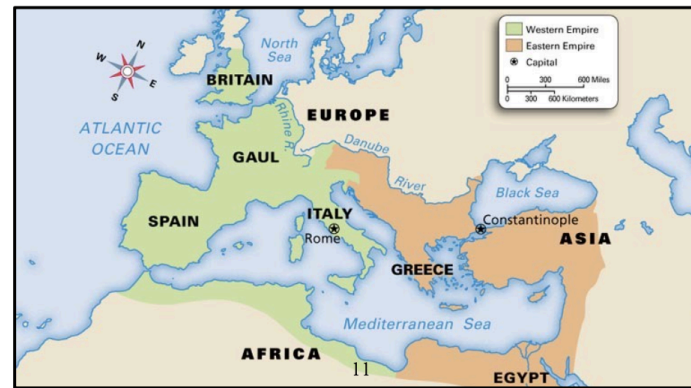 Western Empire
Eastern Empire
Capital
0 300 600 Miles
0 300 600 Kilometers
N
W
E
S
North
Sea
BRITAIN
EUROPE
ATLANTIC
OCEAN
Rhine R.
GAUL
Danube
River
Black Sea
SPAIN
ITALY
Rome
Constantinople
ASIA
GREECE
Mediterranean Sea
AFRICA
11
EGYPT